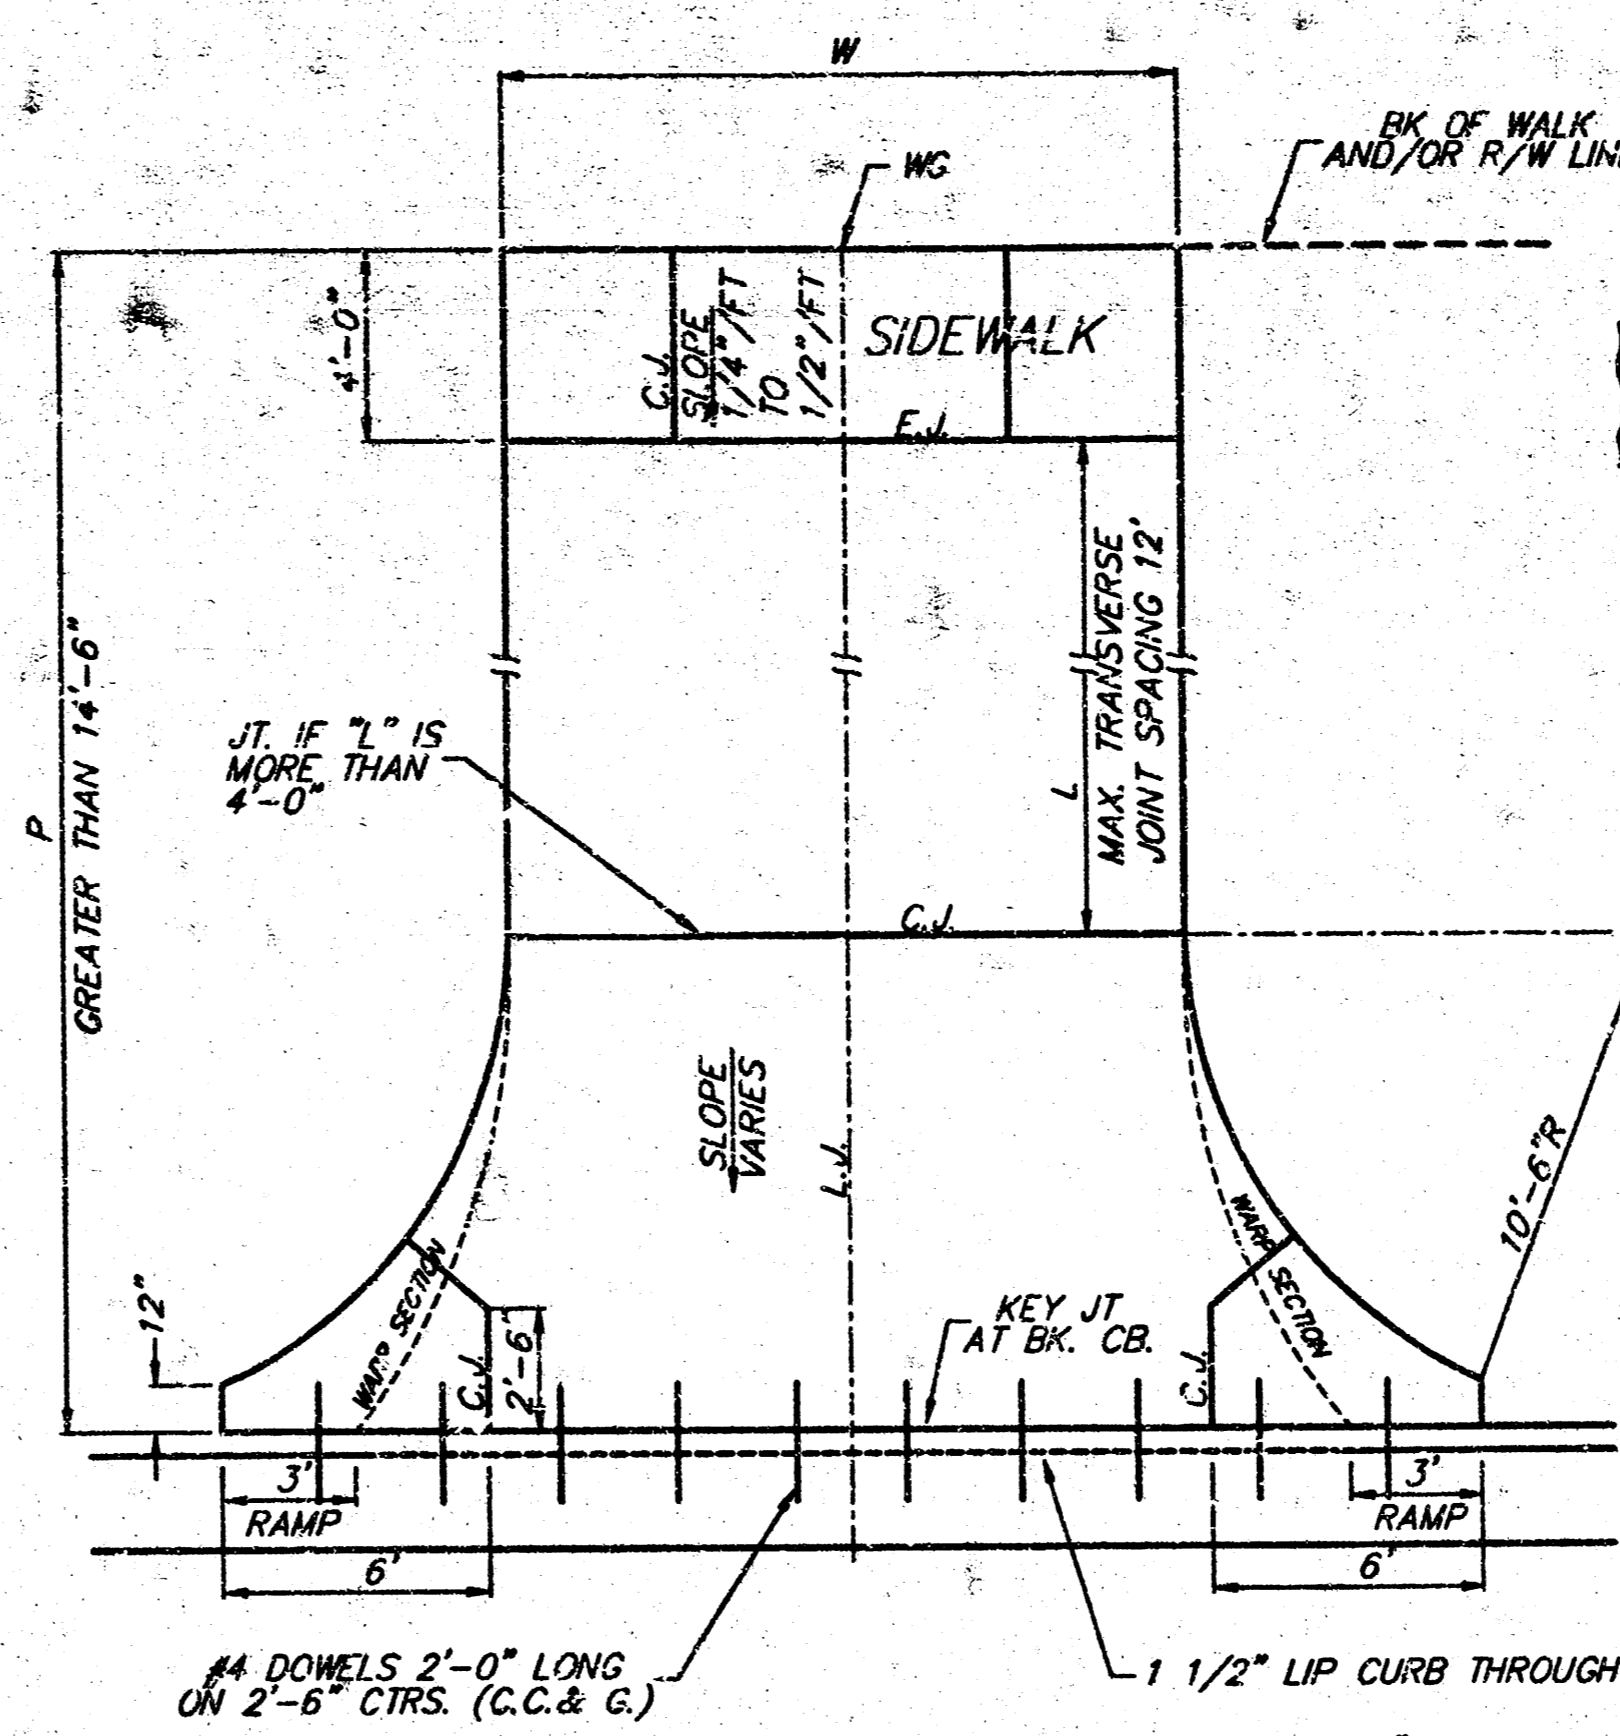 W
BK OF WALK
AND/OR R/W
WG
4'-0"
C.J.
SLOPE
1/4"/FT
TO
1/2"/FT
SIDEWALK
E.J.
P
GREATER THAN 14'-6"
L
MAX. TRANSVERSE
JOINT SPACING 12'
JT. IF "L" IS
MORE THAN
4'-0"
C.J.
SLOPE
VARIES
L.J.
10'-6"R
12"
WARP SECTION
C.J.
2'-6"
KEY JT
AT BK. CB.
C.J.
WARP SECTION
3'
RAMP
6'
3'
RAMP
6'
#4 DOWELS 2'-0" LONG
ON 2'-6" CTRS. (C.C.& G.)
1 1/2" LIP CURB THROUGH